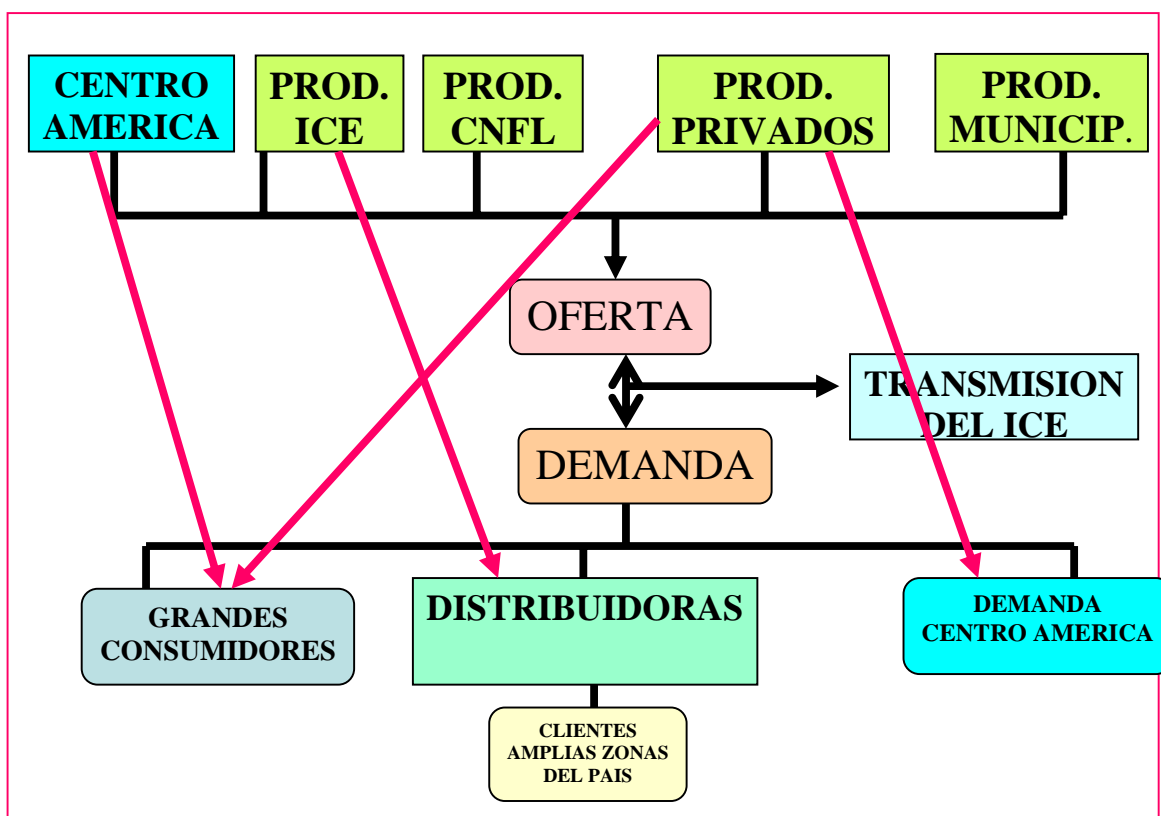 CENTRO
AMERICA
PROD.
ICE
PROD.
CNFL
PROD.
PRIVADOS
PROD.
MUNICIP.
OFERTA
TRANSMISION
DEL ICE
DEMANDA
GRANDES
CONSUMIDORES
DISTRIBUIDORAS
DEMANDA
CENTRO AMERICA
CLIENTES
AMPLIAS ZONAS
DEL PAIS